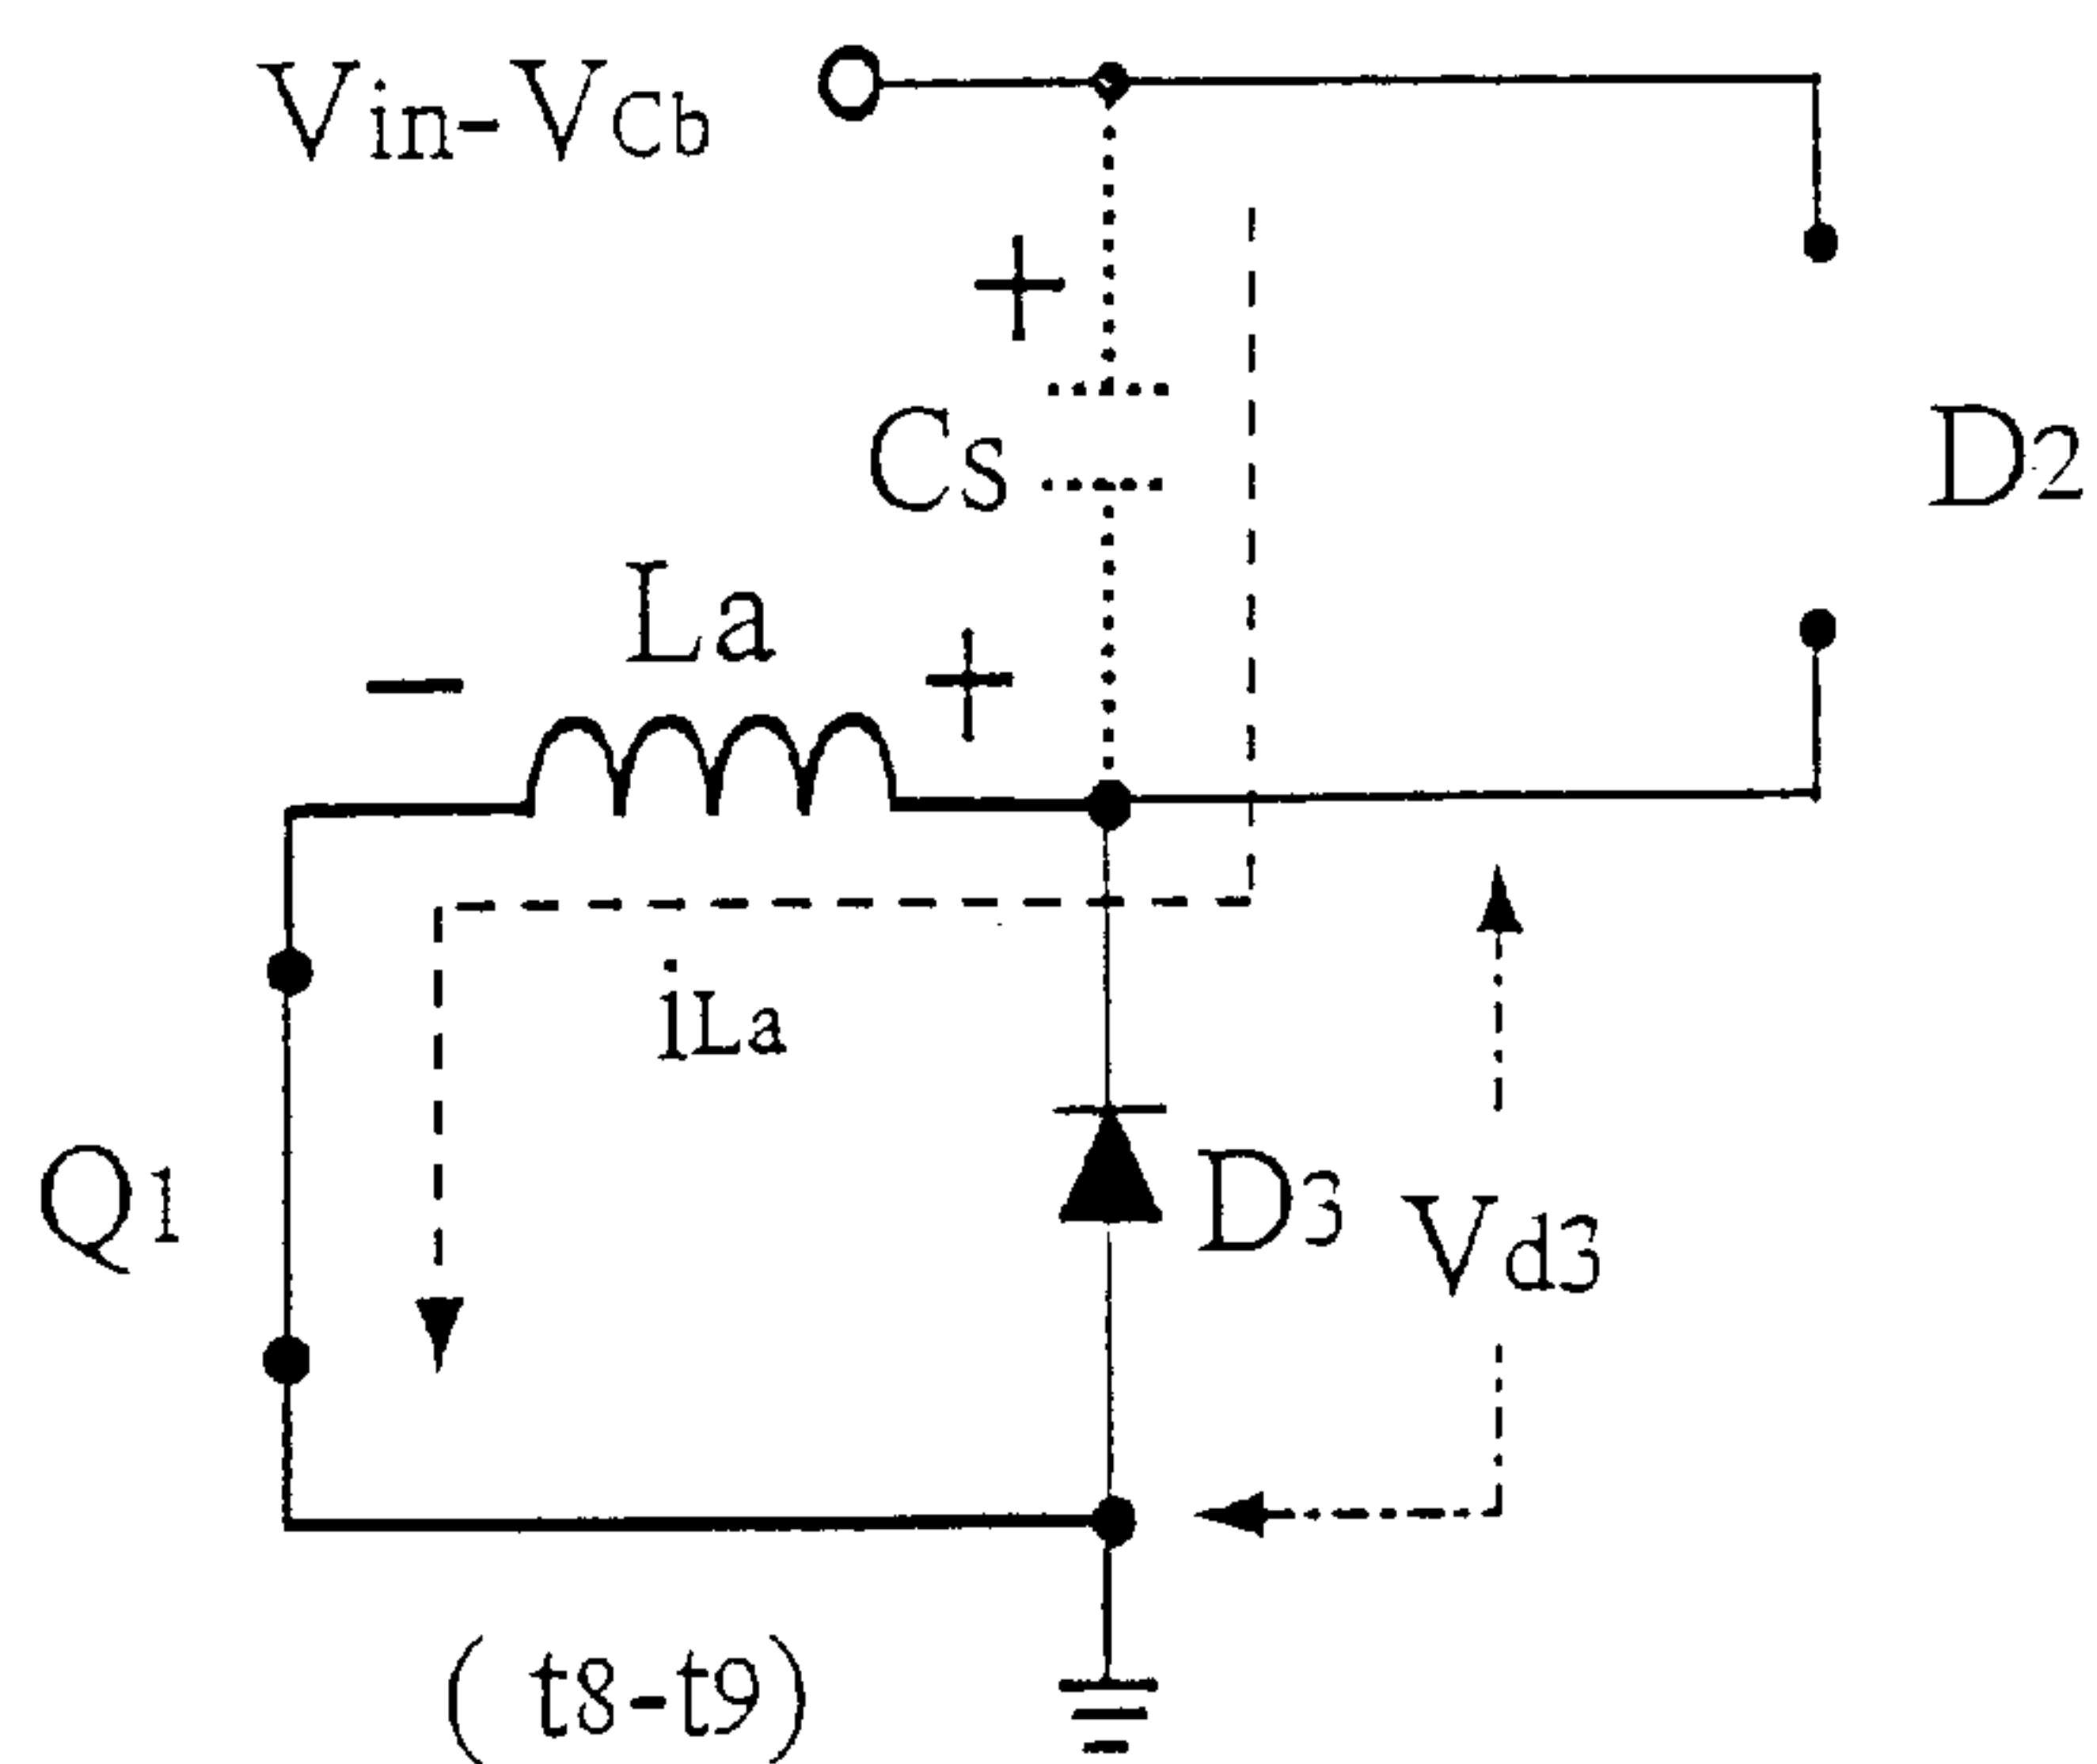 Vin-VCb
+
Cs
D2
La
- +
iLa
Q1
D3
Vd3
( t8-t9)